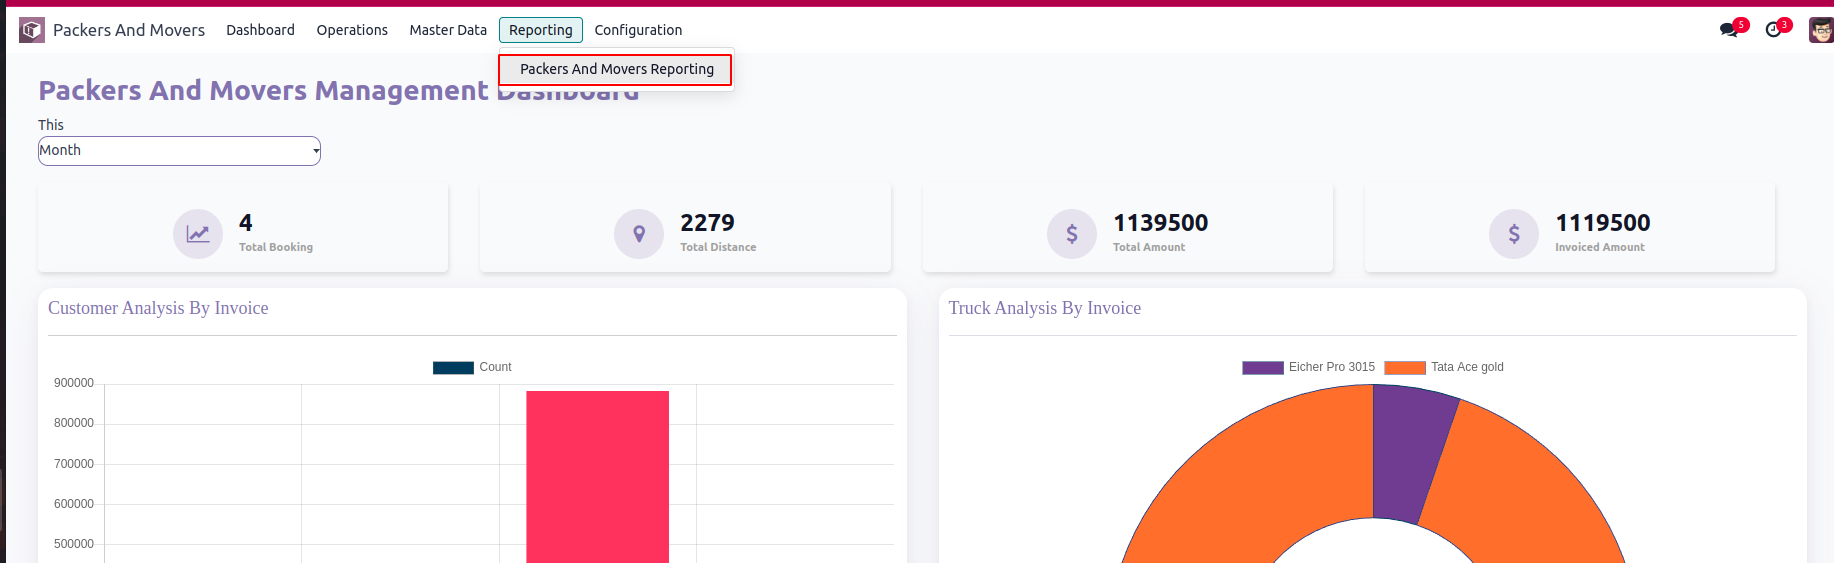 Packers And Movers Dashboard Operations Master Data Reporting Configuration 5 3
Packers And Movers Reporting
Packers And Movers Management Dashboard
This
Month
4
Total Booking
2279
Total Distance
1139500
Total Amount
1119500
Invoiced Amount
Customer Analysis By Invoice
Count
900000
800000
700000
600000
500000
Truck Analysis By Invoice
Eicher Pro 3015 Tata Ace gold